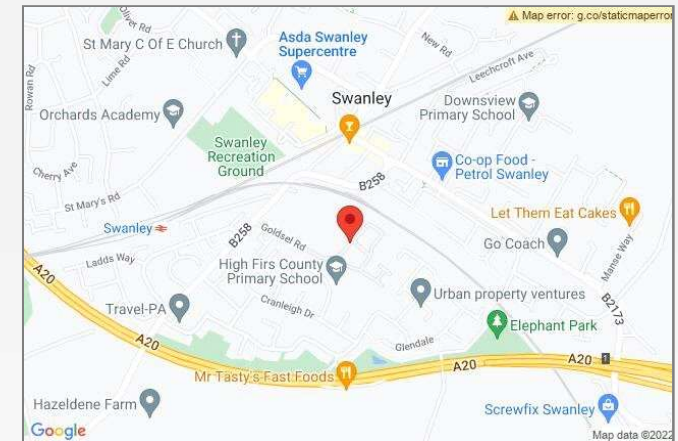 Map error: g.co/staticmaperror
Oliver Rd
St Mary C Of E Church
Asda Swanley
Supercentre
New Rd
Leechcroft Ave
Rowan Rd
Lime Rd
Swanley
Downsview
Primary School
Orchards Academy
Swanley
Recreation
Ground
Cherry Ave
Co-op Food -
Petrol Swanley
B258
St Mary's Rd
Let Them Eat Cakes
Swanley
B258
Goldsel Rd
Go Coach
Manse Way
Ladds Way
High Firs County
Primary School
A20
Urban property ventures
B2173
Cranleigh Dr
Travel-PA
Elephant Park
A20
Glendale
A20
A20
1
Mr Tasty's Fast Foods
Hazeldene Farm
Screwfix Swanley
Google
Map data ©2022